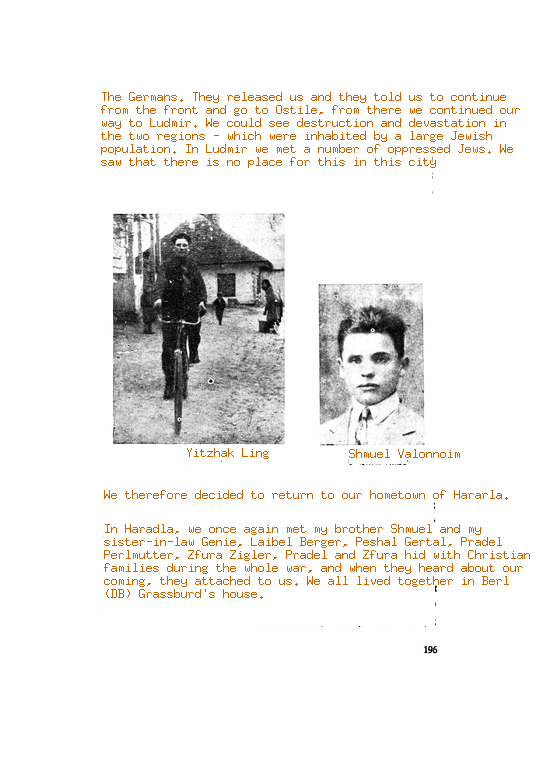 The Germans. They released us and they told us to continue
from the front and go to Ostile, from there we continued our
way to Ludmir. We could see destruction and devastation in
the two regions - which were inhabited by a large Jewish
population. In Ludmir we met a number of oppressed Jews. We
saw that there is no place for this in this city
Yitzhak Ling
Shmuel Valonnoim
We therefore decided to return to our hometown of Hararla.
In Haradla, we once again met my brother Shmuel and my
sister-in-law Genie, Laibel Berger, Peshal Gertal, Pradel
Perlmutter, Zfura Zigler, Pradel and Zfura hid with Christian
families during the whole war, and when they heard about our
coming, they attached to us. We all lived together in Berl
(DB) Grassburd's house.
196